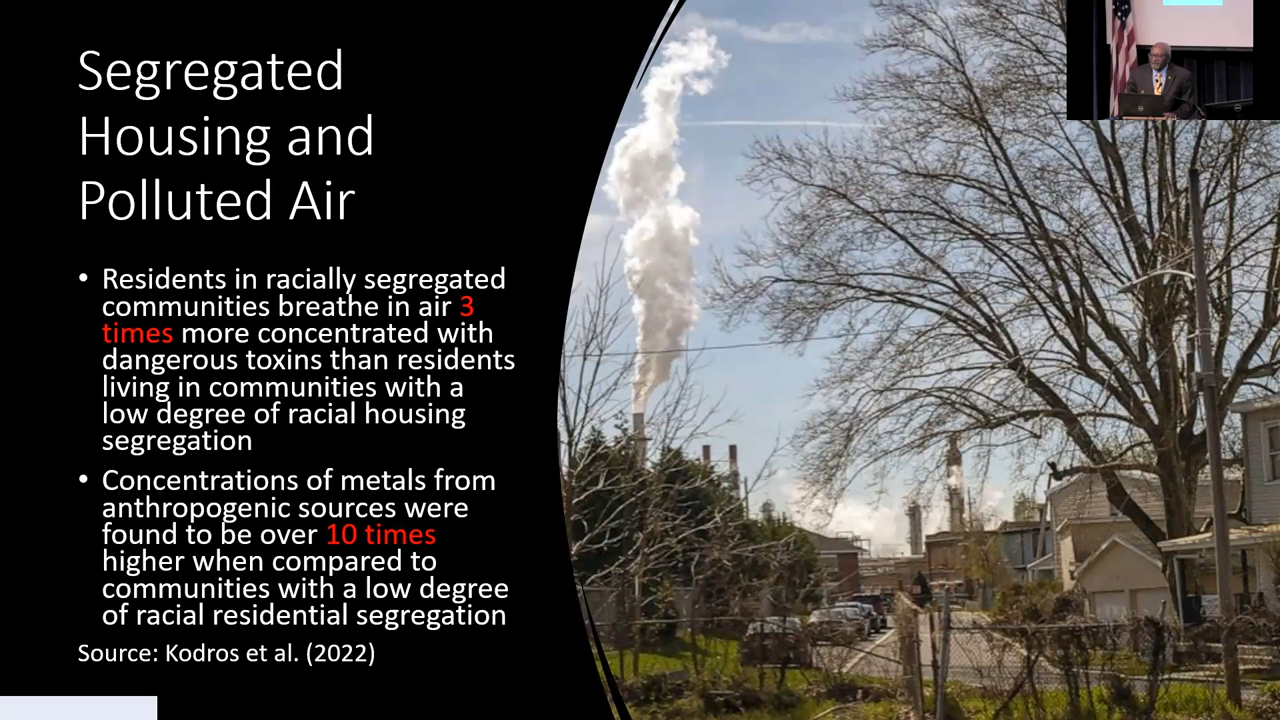 Segregated
Housing and
Polluted Air
• Residents in racially segregated
communities breathe in air 3
times more concentrated with
dangerous toxins than residents
living in communities with a
low degree of racial housing
segregation
• Concentrations of metals from
anthropogenic sources were
found to be over 10 times
higher when compared to
communities with a low degree
of racial residential segregation
Source: Kodros et al. (2022)